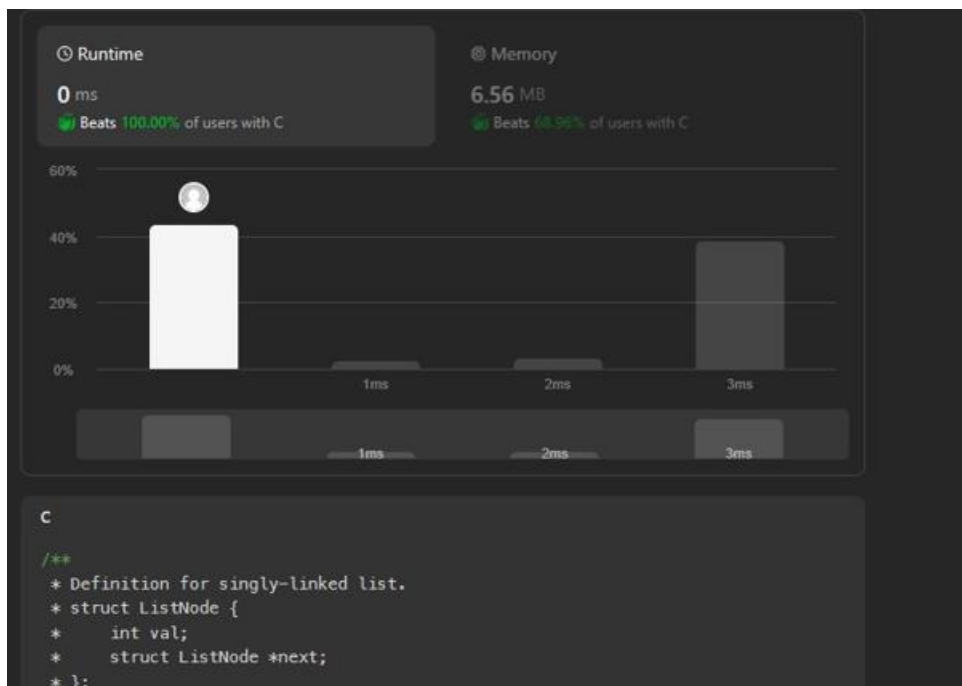 Runtime
0 ms
Beats 100.00% of users with C
Memory
6.56 MB
Beats 68.96% of users with C
60%
40%
20%
0%
1ms
2ms
3ms
1ms
2ms
3ms
C
/**
* Definition for singly-linked list.
* struct ListNode {
*     int val;
*     struct ListNode *next;
* };